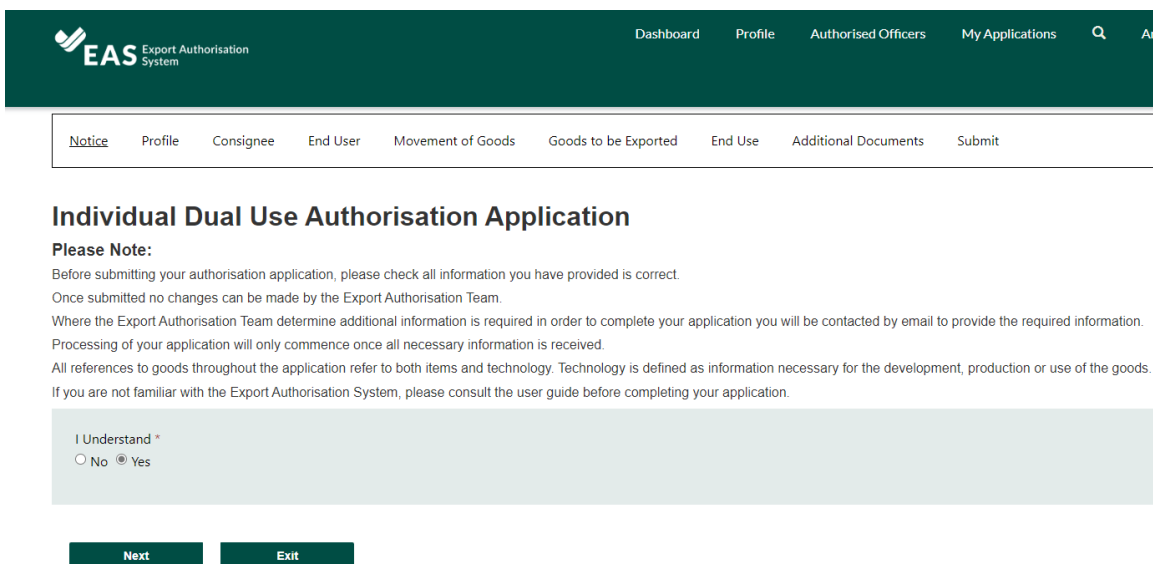 EAS Export Authorisation
System
Dashboard Profile Authorised Officers My Applications
Notice Profile Consignee End User Movement of Goods Goods to be Exported End Use Additional Documents Submit
Individual Dual Use Authorisation Application
Please Note:
Before submitting your authorisation application, please check all information you have provided is correct.
Once submitted no changes can be made by the Export Authorisation Team.
Where the Export Authorisation Team determine additional information is required in order to complete your application you will be contacted by email to provide the required information.
Processing of your application will only commence once all necessary information is received.
All references to goods throughout the application refer to both items and technology. Technology is defined as information necessary for the development, production or use of the goods.
If you are not familiar with the Export Authorisation System, please consult the user guide before completing your application.
I Understand *
No Yes
Next Exit